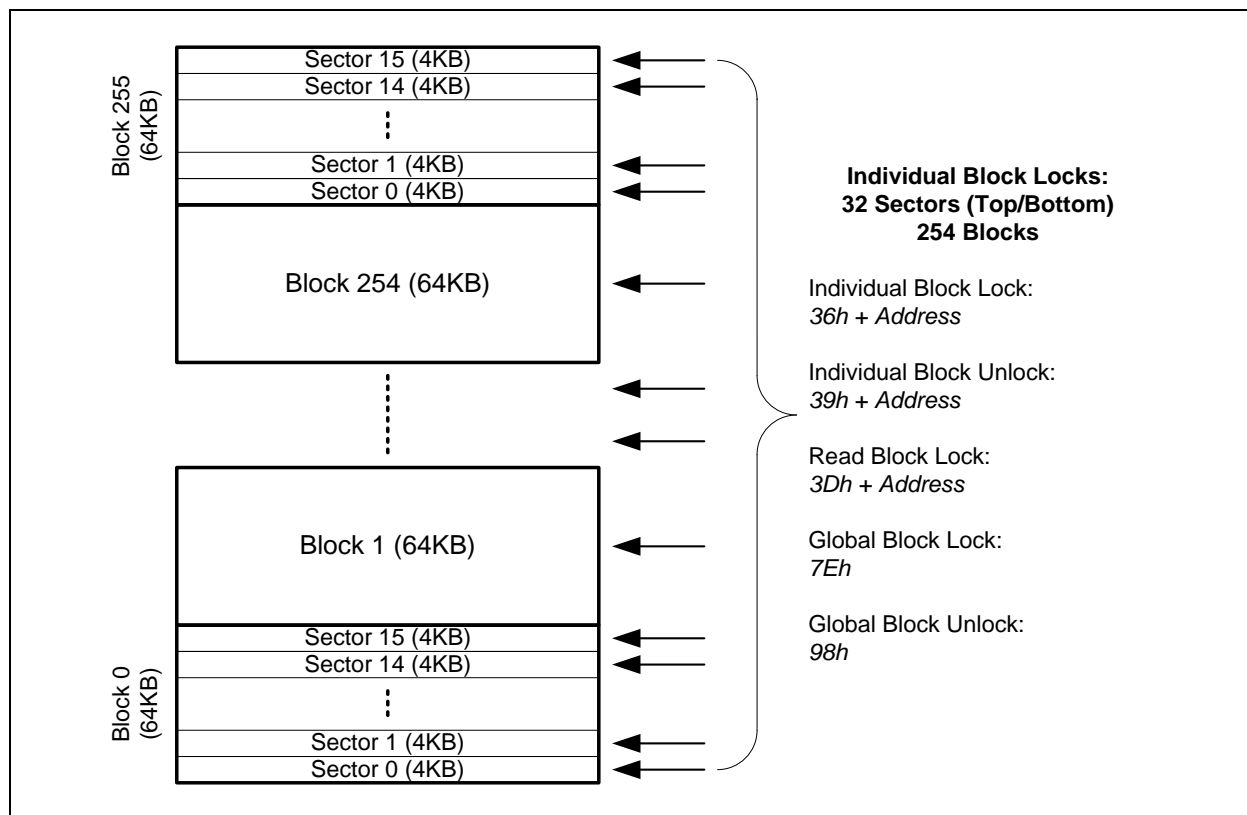 Block 255
(64KB)
Sector 15 (4KB)
Sector 14 (4KB)
Sector 1 (4KB)
Sector 0 (4KB)
Block 254 (64KB)
Block 1 (64KB)
Block 0
(64KB)
Sector 15 (4KB)
Sector 14 (4KB)
Sector 1 (4KB)
Sector 0 (4KB)
Individual Block Locks:
32 Sectors (Top/Bottom)
254 Blocks
Individual Block Lock:
36h + Address
Individual Block Unlock:
39h + Address
Read Block Lock:
3Dh + Address
Global Block Lock:
7Eh
Global Block Unlock:
98h